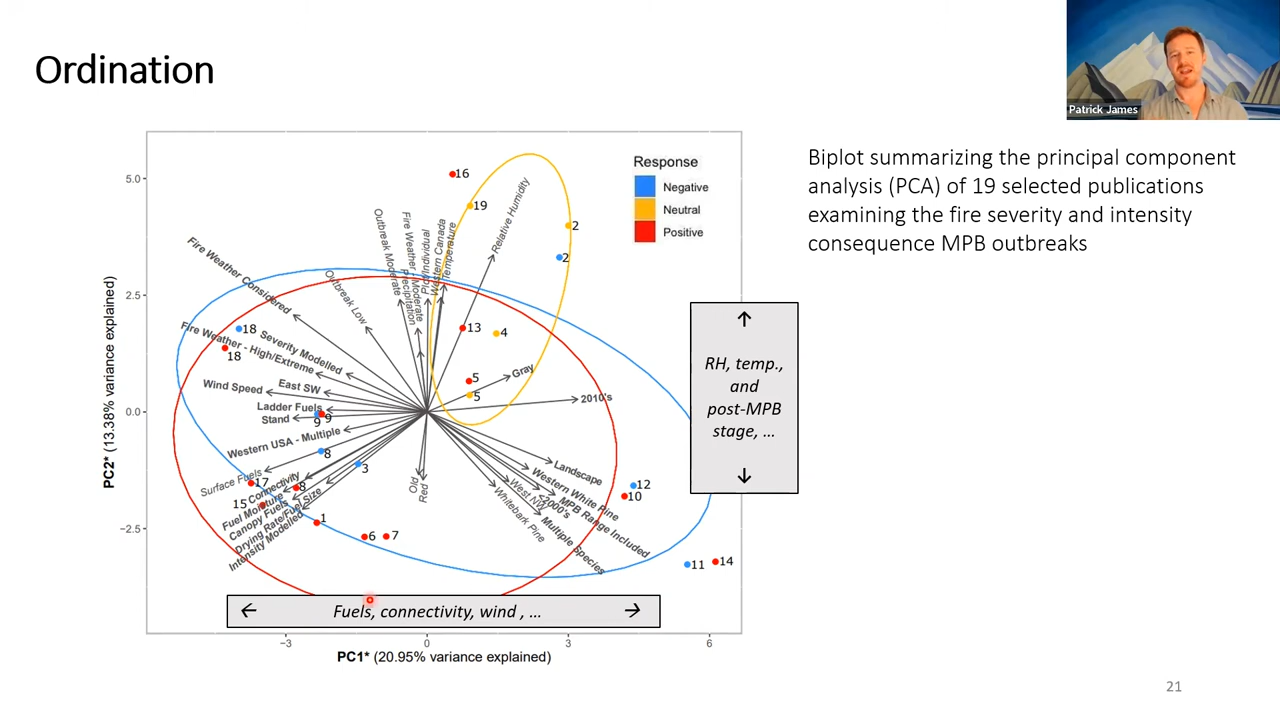 Ordination
Patrick James
Biplot summarizing the principal component
analysis (PCA) of 19 selected publications
examining the fire severity and intensity
consequence MPB outbreaks
Response
Negative
Neutral
Positive
PC2* (13.38% variance explained)
5.0
2.5
0.0
−2.5
16
19
2
2
Relative Humidity
Outbreak Moderate
Fire Weather - Moderate
Precipitation
Plot/Individual
Western Canada
Temperature
Fire Weather Considered
Outbreak Low
18
Severity Modelled
Fire Weather - High/Extreme
18
13
4
5
5
Gray
2010's
Wind Speed
East SW
Ladder Fuels
Stand
9
9
Western USA - Multiple
8
3
Surface Fuels
17
Connectivity
8
15
Fuel Moisture
Canopy Fuels
Drying Rate/Fuel Size
Intensity Modelled
1
6
7
Old
Red
Landscape
Western White Pine
West NW
<2000's
MPB Range Included
Whitebark Pine
Multiple Species
12
10
11
14
RH, temp.,
and
post-MPB
stage, ...
← Fuels, connectivity, wind , ... →
−3
0
3
6
PC1* (20.95% variance explained)
21